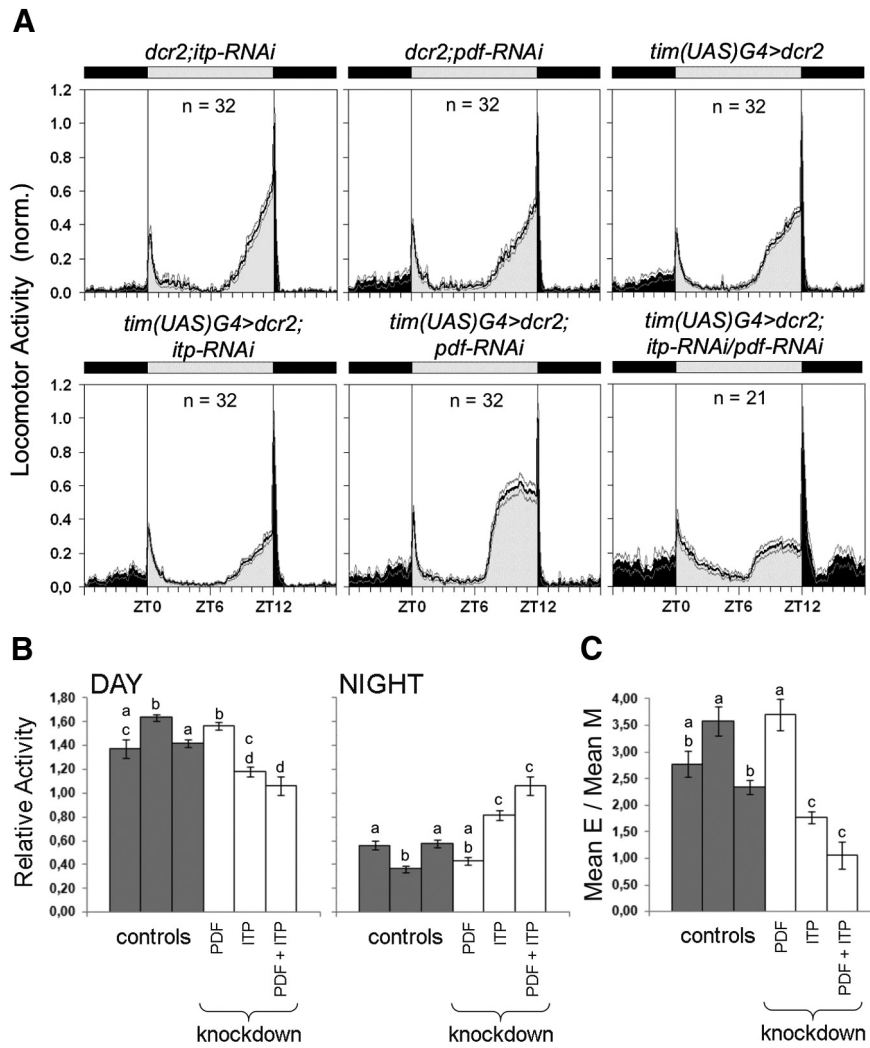 A
dcr2;itp-RNAi dcr2;pdf-RNAi tim(UAS)G4>dcr2
Locomotor Activity (norm.)
1.2
1.0
0.8
0.6
0.4
0.2
0.0
n = 32 n = 32 n = 32
tim(UAS)G4>dcr2; tim(UAS)G4>dcr2; tim(UAS)G4>dcr2;
itp-RNAi pdf-RNAi itp-RNAi/pdf-RNAi
1.2
1.0
0.8
0.6
0.4
0.2
0,0
n = 32 n = 32 n = 21
ZT0 ZT6 ZT12 ZT0 ZT6 ZT12 ZT0 ZT6 ZT12
B
DAY
Relative Activity
1,80
1,60
1,40
1,20
1,00
0,80
0,60
0,40
0,20
0,00
a b b
c a c
d d
controls PDF ITP PDF + ITP
knockdown
NIGHT
a b a a c c
b
controls PDF ITP PDF + ITP
knockdown
C
Mean E / Mean M
4,00
3,50
3,00
2,50
2,00
1,50
1,00
0,50
0,00
a a b a c c
b
controls PDF ITP PDF + ITP
knockdown